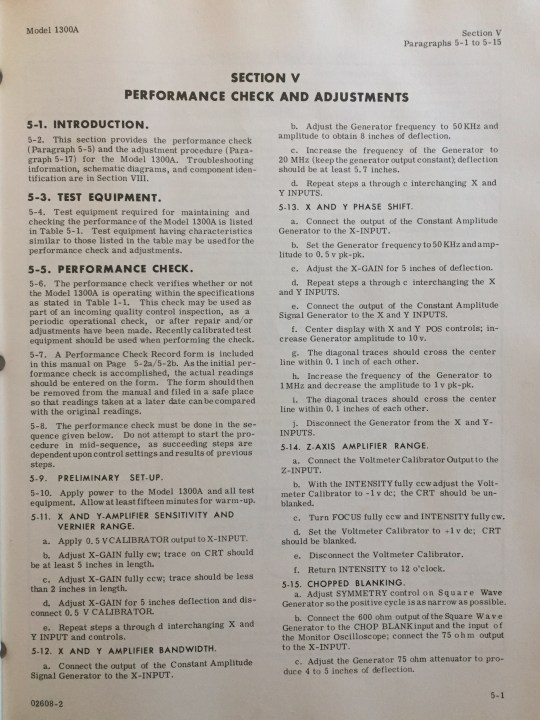 Model 1300A
Section V
Paragraphs 5-1 to 5-15
SECTION V
PERFORMANCE CHECK AND ADJUSTMENTS
5-1. INTRODUCTION.
5-2. This section provides the performance check
(Paragraph 5-5) and the adjustment procedure (Para-
graph 5-17) for the Model 1300A. Troubleshooting
information, schematic diagrams, and component iden-
tification are in Section VIII.
5-3. TEST EQUIPMENT.
5-4. Test equipment required for maintaining and
checking the performance of the Model 1300A is listed
in Table 5-1. Test equipment having characteristics
similar to those listed in the table may be used for the
performance check and adjustments.
5-5. PERFORMANCE CHECK.
5-6. The performance check verifies whether or not
the Model 1300A is operating within the specifications
as stated in Table 1-1. This check may be used as
part of an incoming quality control inspection, as a
periodic operational check, or after repair and/or
adjustments have been made. Recently calibrated test
equipment should be used when performing the check.
5-7. A Performance Check Record form is included
in this manual on Page 5-2a/5-2b. As the initial per-
formance check is accomplished, the actual readings
should be entered on the form. The form should then
be removed from the manual and filed in a safe place
so that readings taken at a later date can be compared
with the original readings.
5-8. The performance check must be done in the se-
quence given below. Do not attempt to start the pro-
cedure in mid-sequence, as succeeding steps are
dependent upon control settings and results of previous
steps.
5-9. PRELIMINARY SET-UP.
5-10. Apply power to the Model 1300A and all test
equipment. Allow at least fifteen minutes for warm-up.
5-11. X AND Y-AMPLIFIER SENSITIVITY AND
VERNIER RANGE.
a. Apply 0.5 V CALIBRATOR output to X-INPUT.
b. Adjust X-GAIN fully cw; trace on CRT should
be at least 5 inches in length.
c. Adjust X-GAIN fully ccw; trace should be less
than 2 inches in length.
d. Adjust X-GAIN for 5 inches deflection and dis-
connect 0.5 V CALIBRATOR.
e. Repeat steps a through d interchanging X and
Y INPUT and controls.
5-12. X AND Y AMPLIFIER BANDWIDTH.
a. Connect the output of the Constant Amplitude
Signal Generator to the X-INPUT.
b. Adjust the Generator frequency to 50 KHz and
amplitude to obtain 8 inches of deflection.
c. Increase the frequency of the Generator to
20 MHz (keep the generator output constant); deflection
should be at least 5.7 inches.
d. Repeat steps a through c interchanging X and
Y INPUTS.
5-13. X AND Y PHASE SHIFT.
a. Connect the output of the Constant Amplitude
Generator to the X-INPUT.
b. Set the Generator frequency to 50 KHz and amp-
litude to 0.5 v pk-pk.
c. Adjust the X-GAIN for 5 inches of deflection.
d. Repeat steps a through c interchanging the X
and Y INPUTS.
e. Connect the output of the Constant Amplitude
Signal Generator to the X and Y INPUTS.
f. Center display with X and Y POS controls; in-
crease Generator amplitude to 10 v.
g. The diagonal traces should cross the center
line within 0.1 inch of each other.
h. Increase the frequency of the Generator to
1 MHz and decrease the amplitude to 1 v pk-pk.
i. The diagonal traces should cross the center
line within 0.1 inches of each other.
j. Disconnect the Generator from the X and Y-
INPUTS.
5-14. Z-AXIS AMPLIFIER RANGE.
a. Connect the Voltmeter Calibrator Output to the
Z-INPUT.
b. With the INTENSITY fully ccw adjust the Volt-
meter Calibrator to -1 v dc; the CRT should be un-
blanked.
c. Turn FOCUS fully ccw and INTENSITY fully cw.
d. Set the Voltmeter Calibrator to +1 v dc; CRT
should be blanked.
e. Disconnect the Voltmeter Calibrator.
f. Return INTENSITY to 12 o'clock.
5-15. CHOPPED BLANKING.
a. Adjust SYMMETRY control on Square Wave
Generator so the positive cycle is as narrow as possible.
b. Connect the 600 ohm output of the Square Wave
Generator to the CHOP BLANK input and the input of
the Monitor Oscilloscope; connect the 75 ohm output
to the X-INPUT.
c. Adjust the Generator 75 ohm attenuator to pro-
duce 4 to 5 inches of deflection.
02608-2
5-1